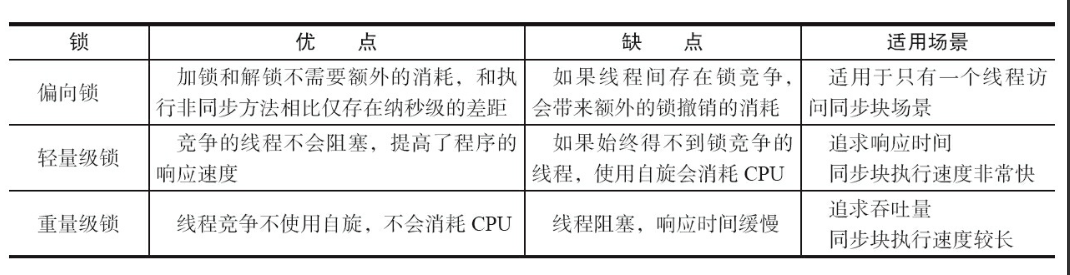 锁 优 点 缺 点 适用场景
偏向锁
加锁和解锁不需要额外的消耗，和执
行非同步方法相比仅存在纳秒级的差距
如果线程间存在锁竞争，
会带来额外的锁撤销的消耗
适用于只有一个线程访
问同步块场景
轻量级锁
竞争的线程不会阻塞，提高了程序的
响应速度
如果始终得不到锁竞争的
线程，使用自旋会消耗 CPU
追求响应时间
同步块执行速度非常快
重量级锁
线程竞争不使用自旋，不会消耗 CPU
线程阻塞，响应时间缓慢
追求吞吐量
同步块执行速度较长